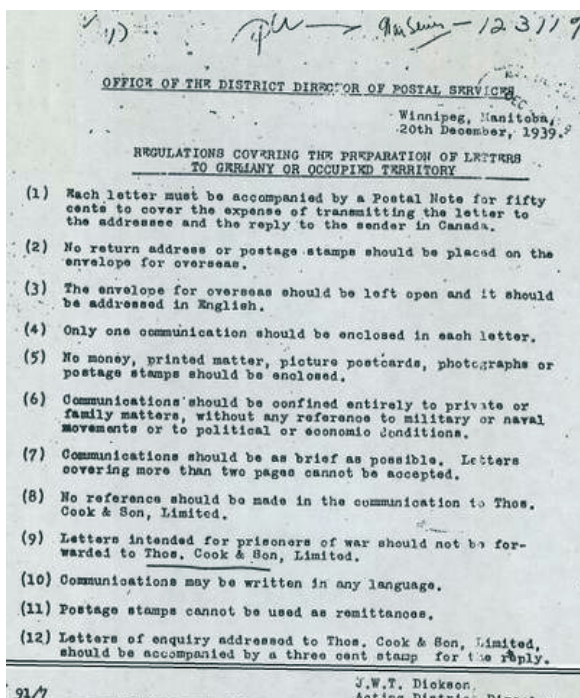 OFFICE OF THE DISTRICT DIRECTOR OF POSTAL SERVICES
Winnipeg, Manitoba,
20th December, 1939.
REGULATIONS COVERING THE PREPARATION OF LETTERS
TO GERMANY OR OCCUPIED TERRITORY
(1) Each letter must be accompanied by a Postal Note for fifty
cents to cover the expense of transmitting the letter to
the addressee and the reply to the sender in Canada.
(2) No return address or postage stamps should be placed on the
envelope for overseas.
(3) The envelope for overseas should be left open and it should
be addressed in English.
(4) Only one communication should be enclosed in each letter.
(5) No money, printed matter, picture postcards, photographs or
postage stamps should be enclosed.
(6) Communications should be confined entirely to private or
family matters, without any reference to military or naval
movements or to political or economic conditions.
(7) Communications should be as brief as possible. Letters
covering more than two pages cannot be accepted.
(8) No reference should be made in the communication to Thos.
Cook & Son, Limited.
(9) Letters intended for prisoners of war should not be for-
warded to Thos. Cook & Son, Limited.
(10) Communications may be written in any language.
(11) Postage stamps cannot be used as remittances.
(12) Letters of enquiry addressed to Thos. Cook & Son, Limited,
should be accompanied by a three cent stamp for the reply.
91/7
J.W.T. Dickson,